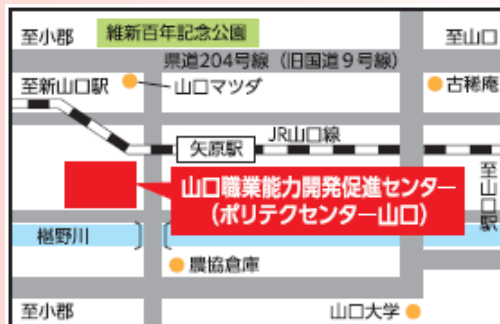 至小郡
維新百年記念公園
至山口
県道204号線（旧国道９号線）
至新山口駅
山口マツダ
古稀庵
JR山口線
矢原駅
至山口駅
山口職業能力開発促進センター
（ポリテクセンター山口）
椹野川
農協倉庫
至小郡
山口大学